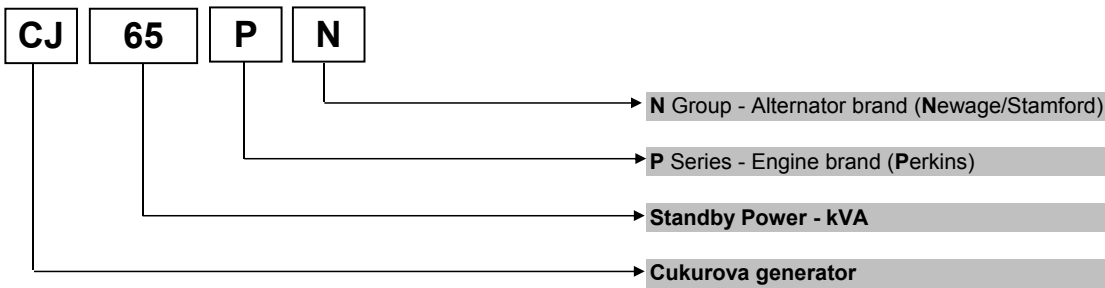 CJ 65 P N
N Group - Alternator brand (Newage/Stamford)
P Series - Engine brand (Perkins)
Standby Power - kVA
Cukurova generator